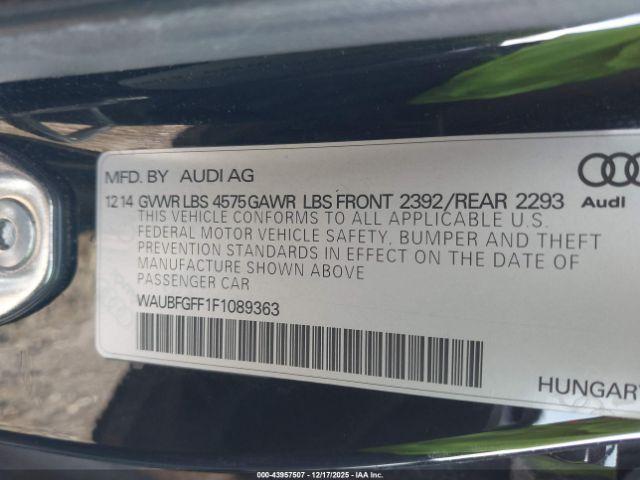 MFD. BY AUDI AG
12 14 GVWR LBS 4575 GAWR LBS FRONT 2392/REAR 2293
THIS VEHICLE CONFORMS TO ALL APPLICABLE U.S.
FEDERAL MOTOR VEHICLE SAFETY, BUMPER AND THEFT
PREVENTION STANDARDS IN EFFECT ON THE DATE OF
MANUFACTURE SHOWN ABOVE
PASSENGER CAR
WAUBFGFF1F1089363
Audi
HUNGAR
© -- 43957507 -- 12/17/2025 -- IAA Inc.